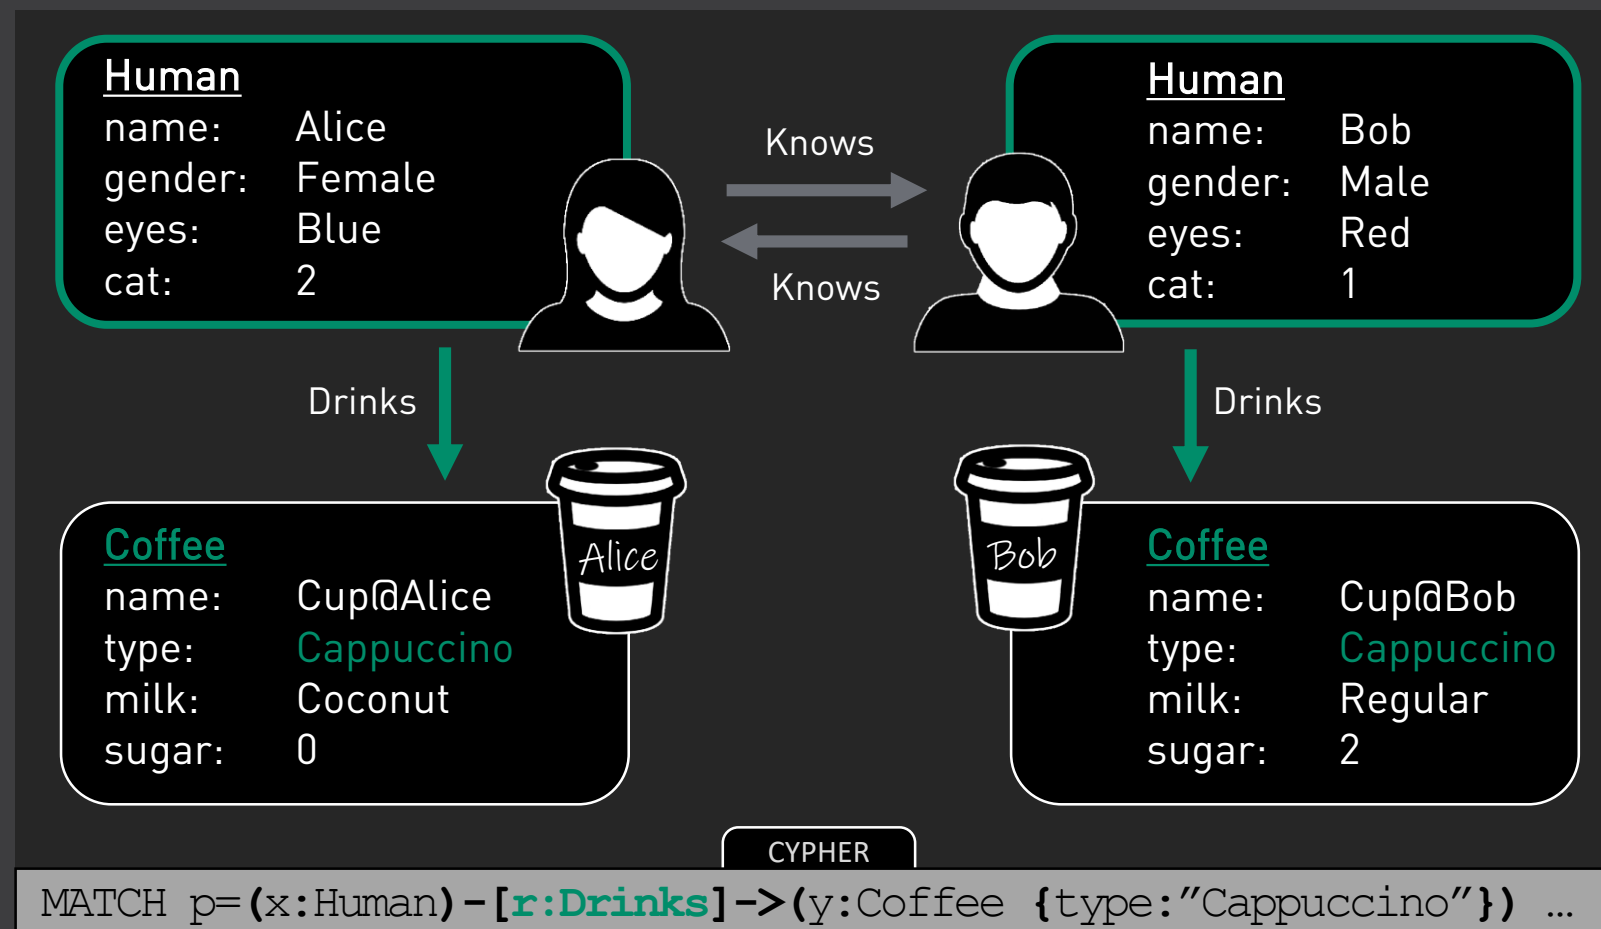 Human
name: Alice
gender: Female
eyes: Blue
cat: 2
Knows
Knows
Human
name: Bob
gender: Male
eyes: Red
cat: 1
Drinks
Drinks
Alice
Coffee
name: Cup@Alice
type: Cappuccino
milk: Coconut
sugar: 0
Bob
Coffee
name: Cup@Bob
type: Cappuccino
milk: Regular
sugar: 2
CYPHER
MATCH p=(x:Human)-[r:Drinks]->(y:Coffee {type:”Cappuccino”}) …